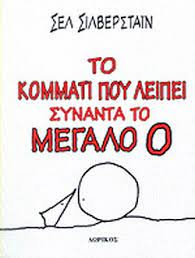 ΣΕΛ ΣΙΛΒΕΡΣΤΑΪΝ
ΤΟ
ΚΟΜΜΑΤΙ ΠΟΥ ΛΕΙΠΕΙ
ΣΥΝΑΝΤΑ ΤΟ
ΜΕΓΑΛΟ Ο
ΔΩΡΙΚΟΣ